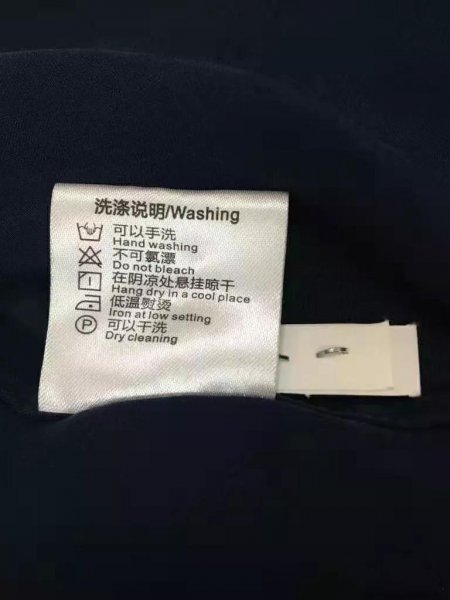 洗涤说明/Washing
可以手洗
Hand washing
不可氯漂
Do not bleach
在阴凉处悬挂晾干
Hang dry in a cool place
低温熨烫
Iron at low setting
P 可以干洗
Dry cleaning